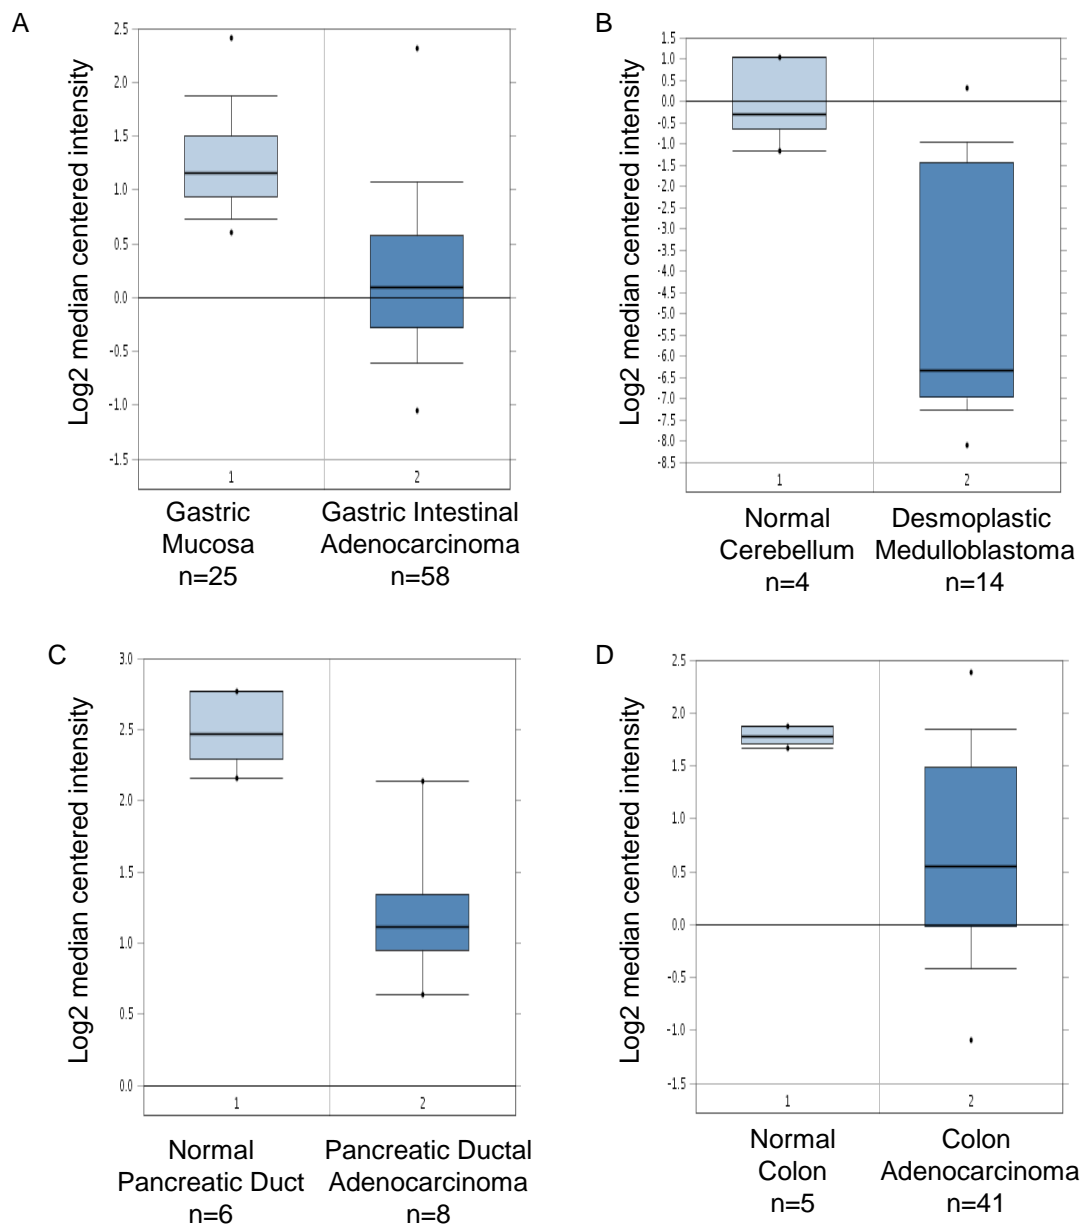 A
Log2 median centered intensity
2.5
2.0
1.5
1.0
0.5
0.0
-0.5
-1.0
-1.5
1 2
Gastric
Mucosa
n=25
Gastric Intestinal
Adenocarcinoma
n=58
B
Log2 median centered intensity
1.5
1.0
0.5
0.0
-0.5
-1.0
-1.5
-2.0
-2.5
-3.0
-3.5
-4.0
-4.5
-5.0
-5.5
-6.0
-6.5
-7.0
-7.5
-8.0
-8.5
1 2
Normal
Cerebellum
n=4
Desmoplastic
Medulloblastoma
n=14
C
Log2 median centered intensity
3.0
2.5
2.0
1.5
1.0
0.5
0.0
1 2
Normal
Pancreatic Duct
n=6
Pancreatic Ductal
Adenocarcinoma
n=8
D
Log2 median centered intensity
2.5
2.0
1.5
1.0
0.5
0.0
-0.5
-1.0
-1.5
1 2
Normal
Colon
n=5
Colon
Adenocarcinoma
n=41